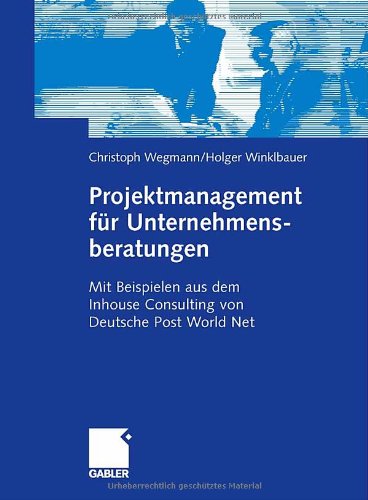 Christoph Wegmann/Holger Winklbauer
Projektmanagement
für Unternehmens-
beratungen
Mit Beispielen aus dem
Inhouse Consulting von
Deutsche Post World Net
GABLER
Urheberrechtlich geschütztes Material